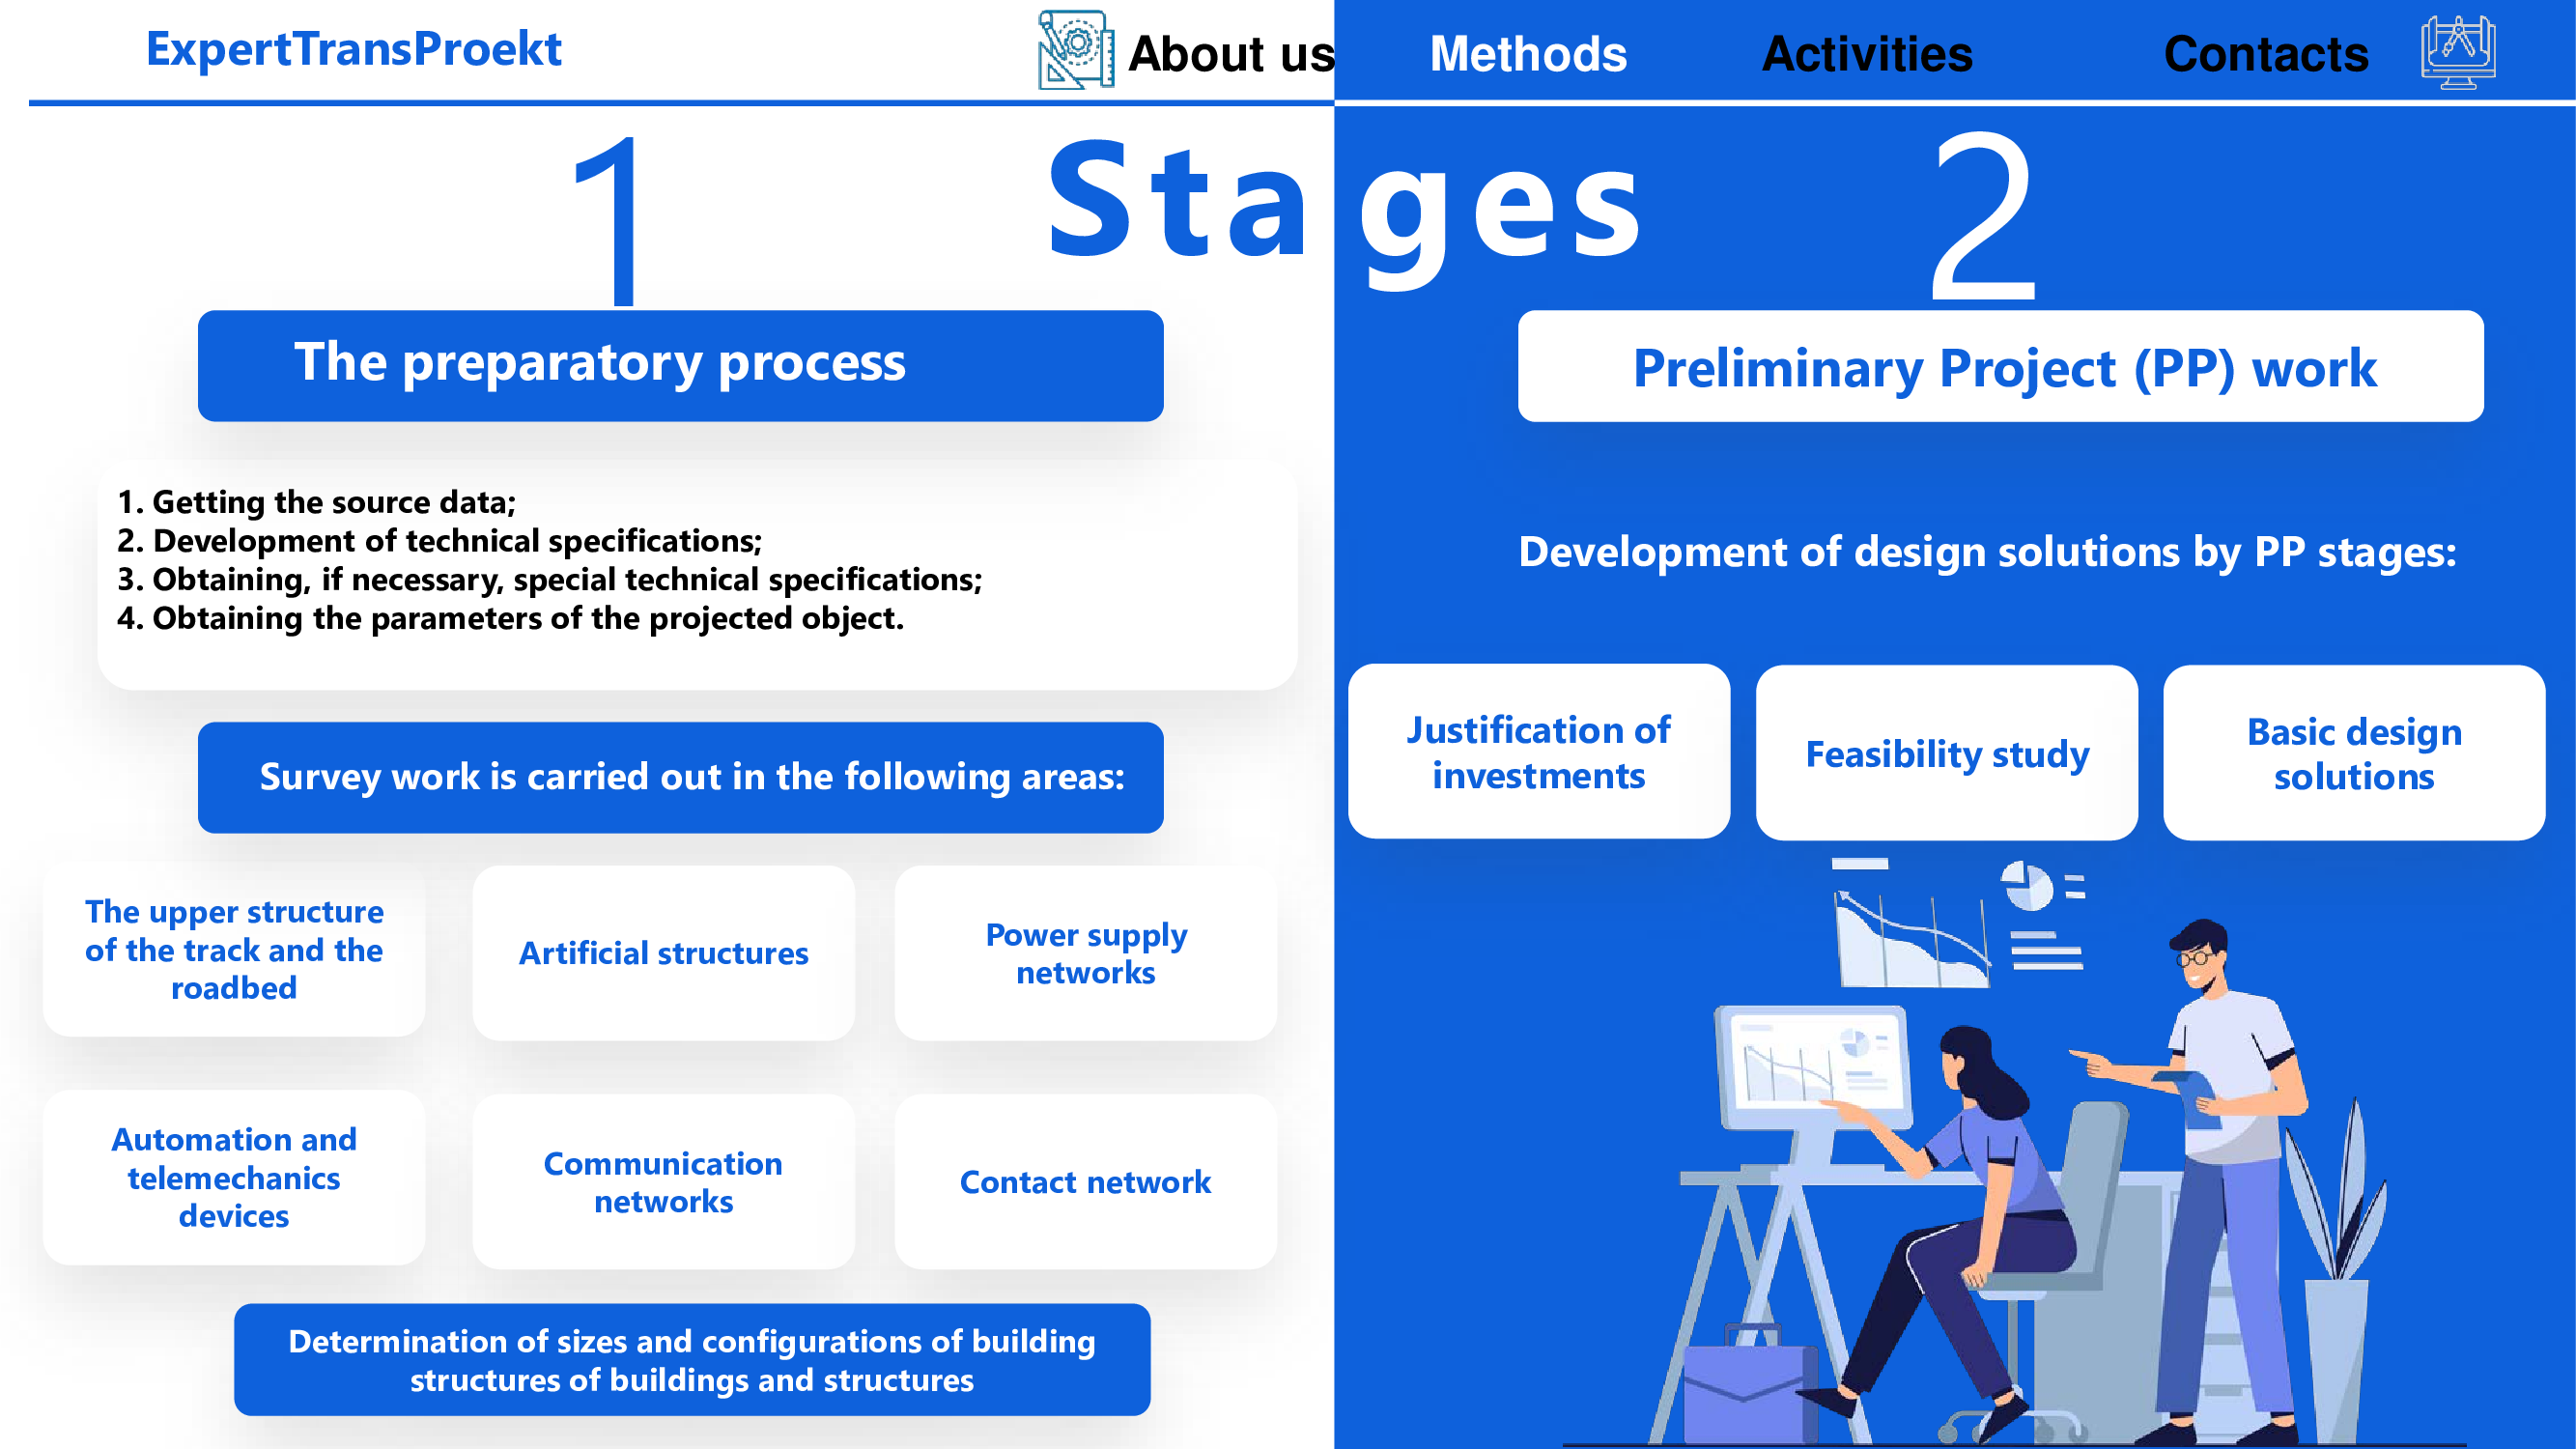 ExpertTransProekt
About us
Methods
Activities
Contacts
Stages
1
The preparatory process
1. Getting the source data;
2. Development of technical specifications;
3. Obtaining, if necessary, special technical specifications;
4. Obtaining the parameters of the projected object.
Survey work is carried out in the following areas:
The upper structure
of the track and the
roadbed
Artificial structures
Power supply
networks
Automation and
telemechanics
devices
Communication
networks
Contact network
Determination of sizes and configurations of building
structures of buildings and structures
2
Preliminary Project (PP) work
Development of design solutions by PP stages:
Justification of
investments
Feasibility study
Basic design
solutions